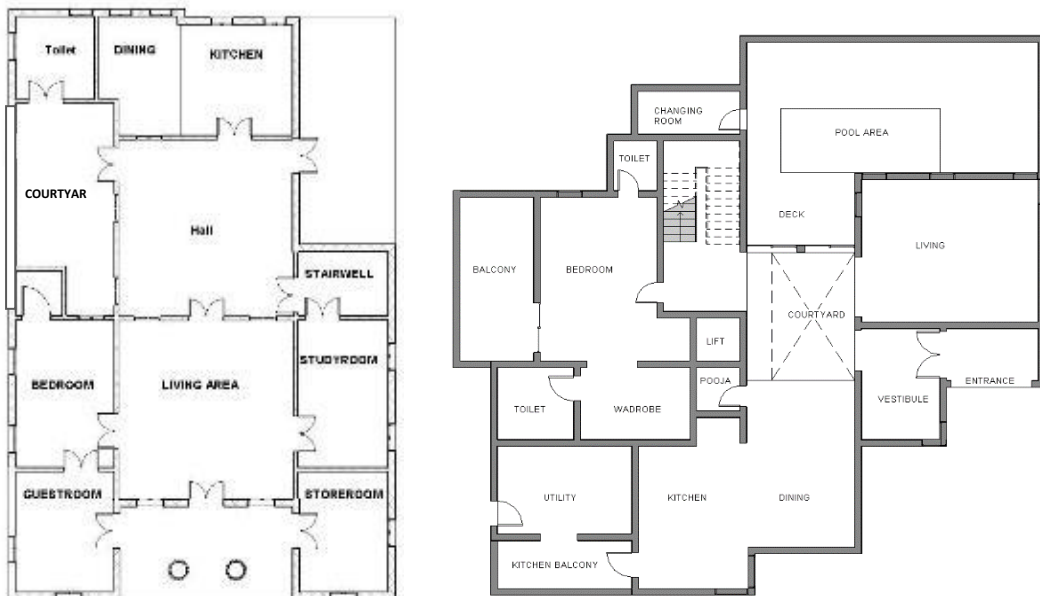 Toilet
DINING
KITCHEN
COURTYAR
Hall
STAIRWELL
BEDROOM
LIVING AREA
STUDYROOM
GUESTROOM
STOREROOM
CHANGING
ROOM
POOL AREA
TOILET
DECK
LIVING
BALCONY
BEDROOM
COURTYARD
LIFT
POOJA
ENTRANCE
VESTIBULE
TOILET
WADROBE
UTILITY
KITCHEN
DINING
KITCHEN BALCONY